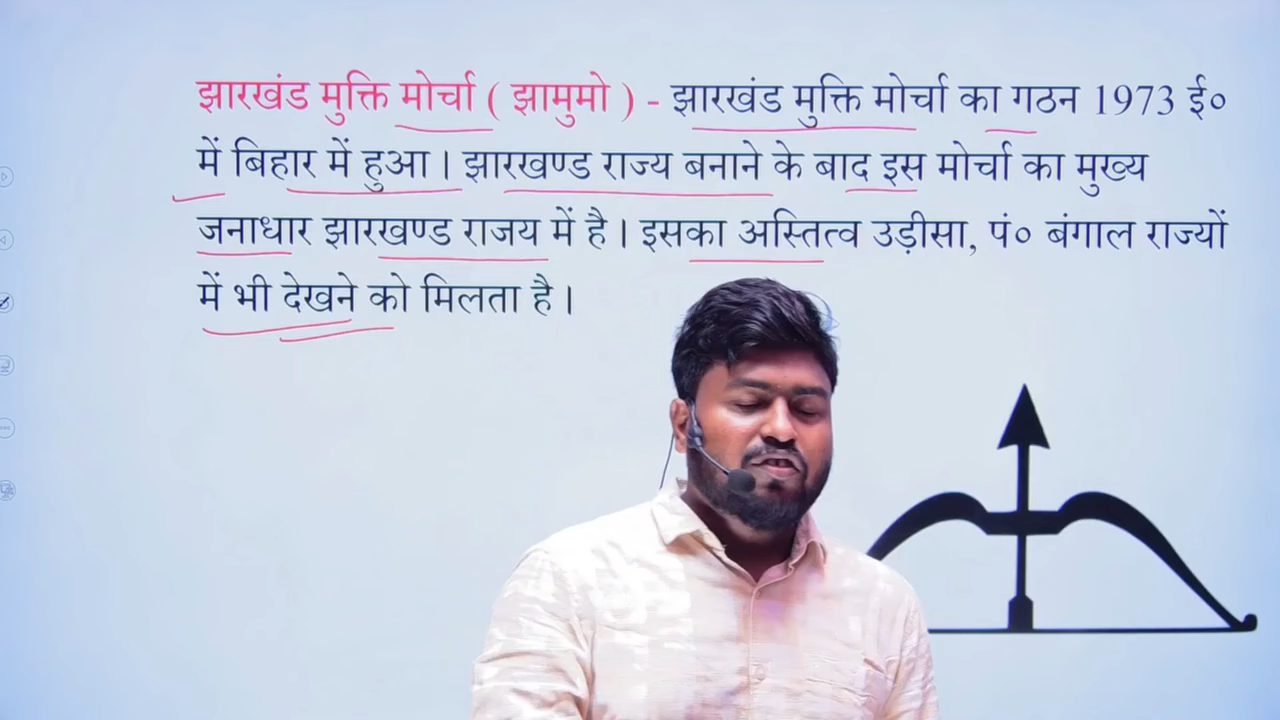 झारखंड मुक्ति मोर्चा ( झामुमो ) - झारखंड मुक्ति मोर्चा का गठन 1973 ई०
में बिहार में हुआ । झारखण्ड राज्य बनाने के बाद इस मोर्चा का मुख्य
जनाधार झारखण्ड राजय में है । इसका अस्तित्व उड़ीसा, पं० बंगाल राज्यों
में भी देखने को मिलता है ।